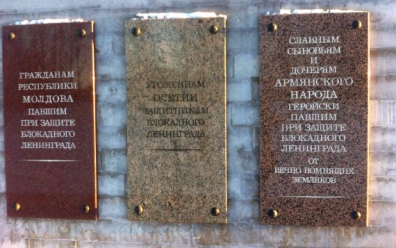 ГРАЖДАНАМ
РЕСПУБЛИКИ
МОЛДОВА
ПАВШИМ
ПРИ ЗАЩИТЕ
БЛОКАДНОГО
ЛЕНИНГРАДА
УРОЖЕНЦАМ
ОСЕТИИ
ЗАЩИТНИКАМ
БЛОКАДНОГО
ЛЕНИНГРАДА
СЛАВНЫМ
СЫНОВЬЯМ
И
ДОЧЕРЯМ
АРМЯНСКОГО
НАРОДА
ГЕРОЙСКИ
ПАВШИМ
ПРИ ЗАЩИТЕ
БЛОКАДНОГО
ЛЕНИНГРАДА
ОТ
ВЕЧНО ПОМНЯЩИХ
ЗЕМЛЯКОВ